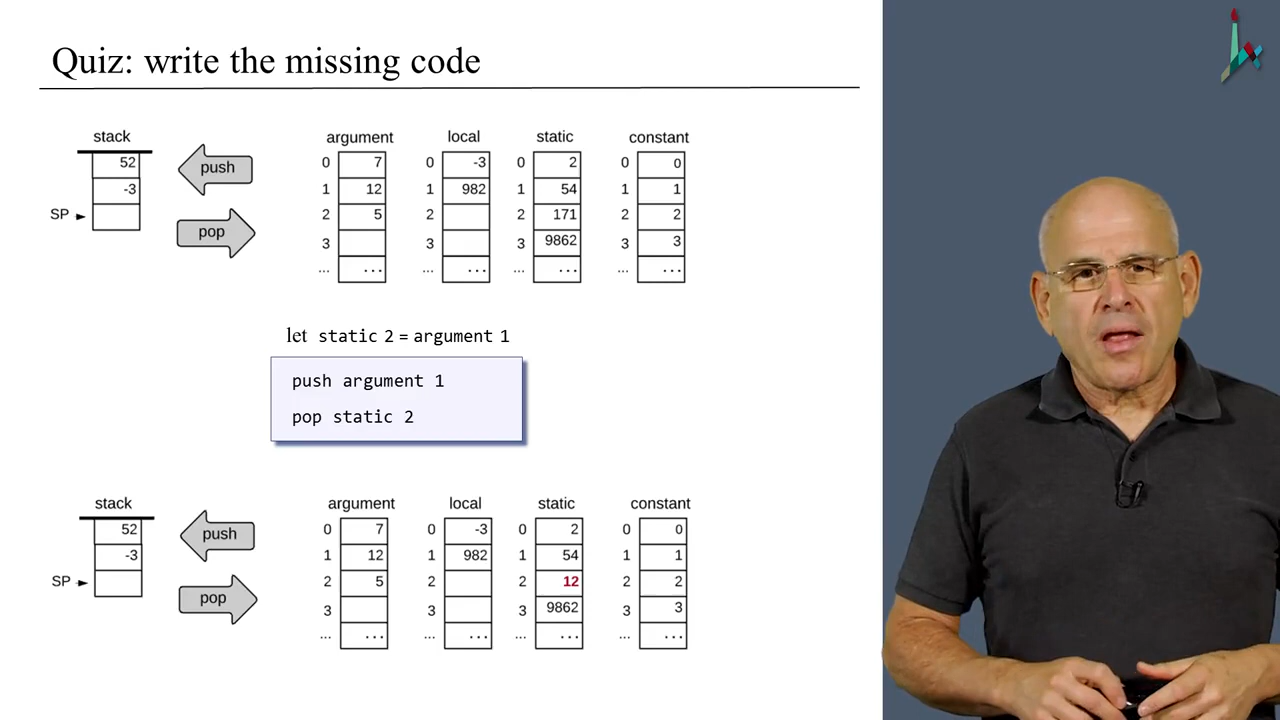 Quiz: write the missing code
stack argument local static constant
52 push 0 7 0 -3 0 2 0 0
-3 1 12 1 982 1 54 1 1
SP pop 2 5 2 2 171 2 2
3 3 3 9862 3 3
... ... ... ... ... ... ... ...
let static 2 = argument 1
push argument 1
pop static 2
stack argument local static constant
52 push 0 7 0 -3 0 2 0 0
-3 1 12 1 982 1 54 1 1
SP pop 2 5 2 2 12 2 2
3 3 3 9862 3 3
... ... ... ... ... ... ... ...